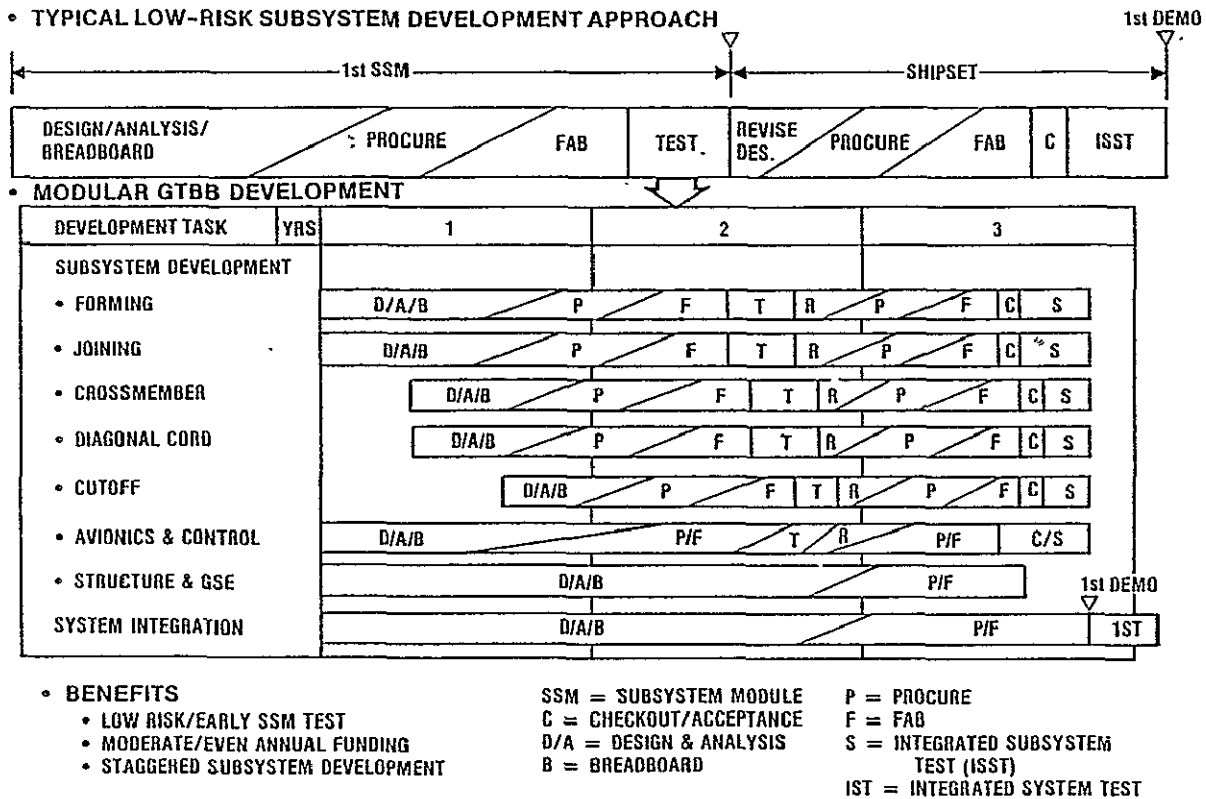 • TYPICAL LOW-RISK SUBSYSTEM DEVELOPMENT APPROACH
1st DEMO
1st SSM
SHIPSET
DESIGN/ANALYSIS/
BREADBOARD
PROCURE
FAB
TEST
REVISE
DES.
PROCURE
FAB
C
ISST
• MODULAR GTBB DEVELOPMENT
DEVELOPMENT TASK YRS 1 2 3
SUBSYSTEM DEVELOPMENT
• FORMING D/A/B P F T R P F C S
• JOINING D/A/B P F T R P F C S
• CROSSMEMBER D/A/B P F T R P F C S
• DIAGONAL CORD D/A/B P F T R P F C S
• CUTOFF D/A/B P F T R P F C S
• AVIONICS & CONTROL D/A/B P/F T R P/F C/S
• STRUCTURE & GSE D/A/B P/F
1st DEMO
SYSTEM INTEGRATION D/A/B P/F 1ST
• BENEFITS
• LOW RISK/EARLY SSM TEST
• MODERATE/EVEN ANNUAL FUNDING
• STAGGERED SUBSYSTEM DEVELOPMENT
SSM = SUBSYSTEM MODULE
C = CHECKOUT/ACCEPTANCE
D/A = DESIGN & ANALYSIS
B = BREADBOARD
P = PROCURE
F = FAB
S = INTEGRATED SUBSYSTEM
TEST (ISST)
IST = INTEGRATED SYSTEM TEST